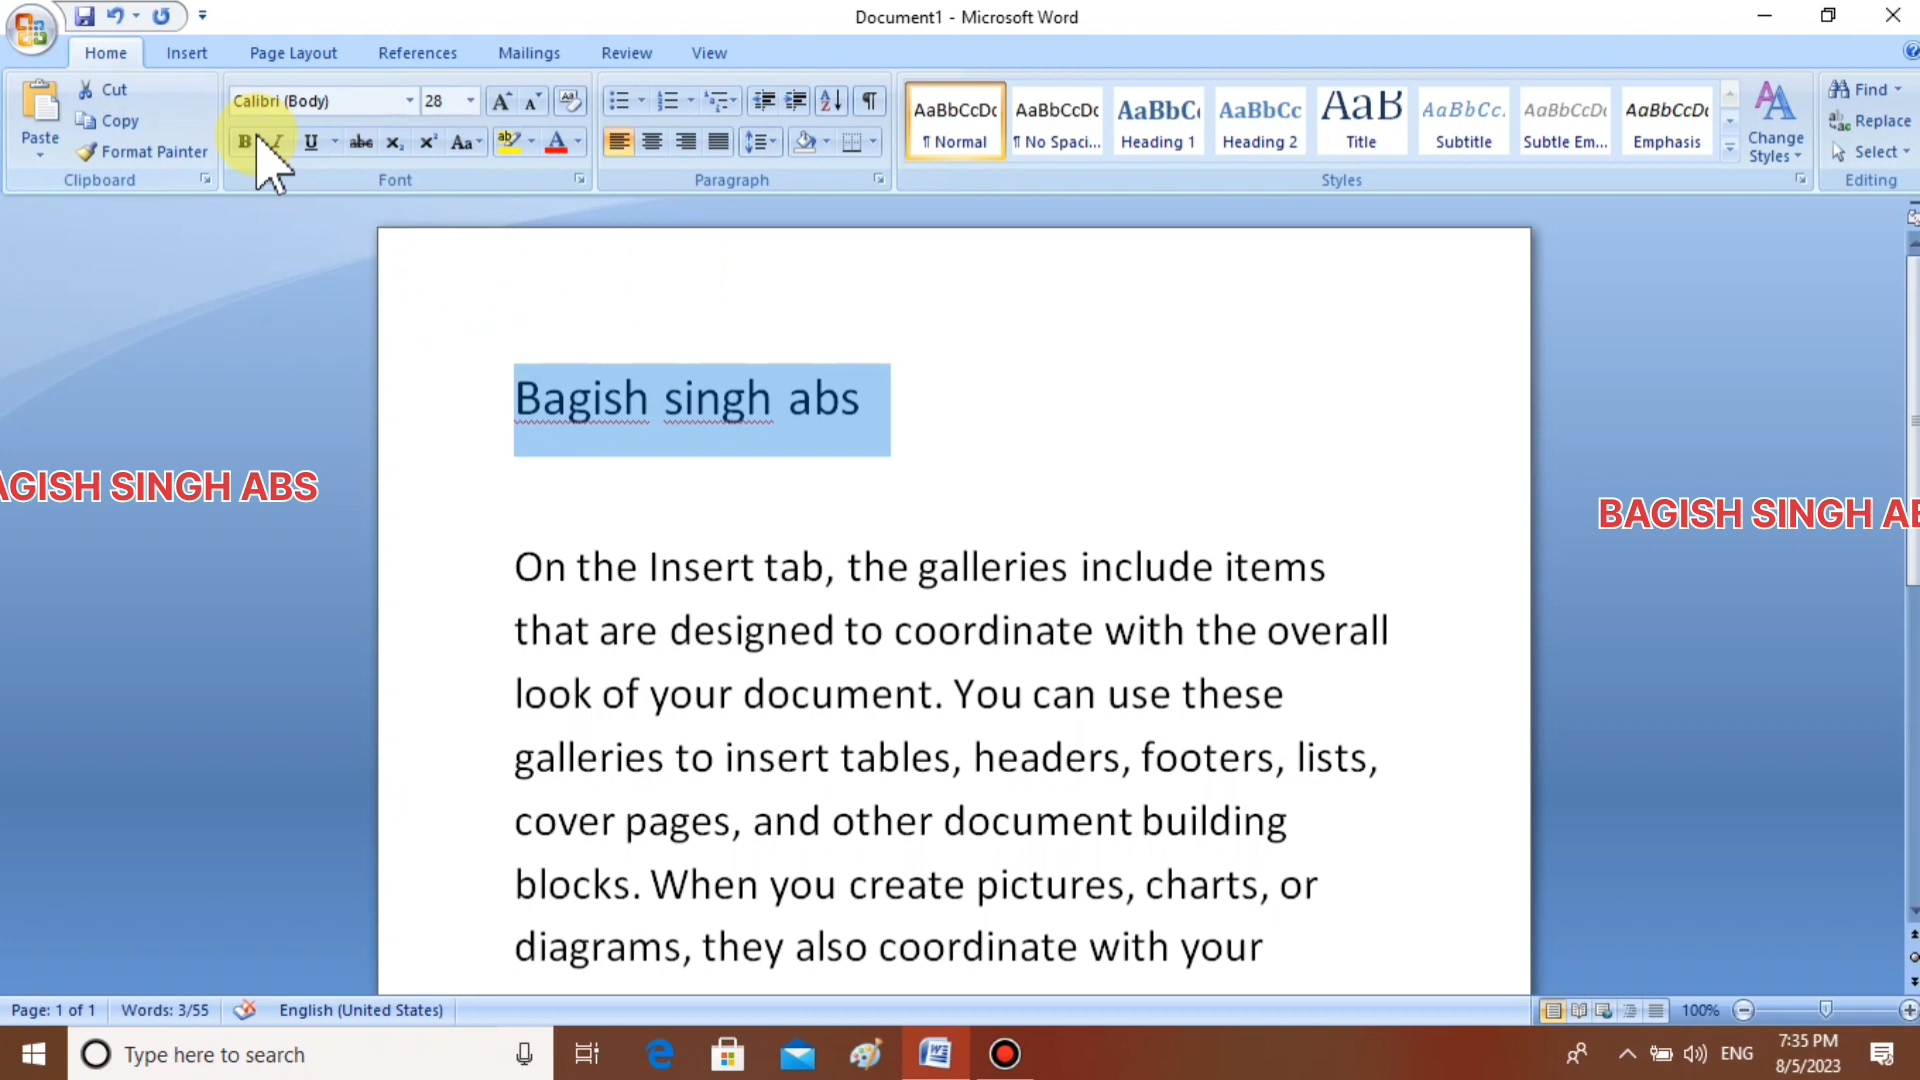 Document1 - Microsoft Word
Home Insert Page Layout References Mailings Review View
Paste
Cut
Copy
Format Painter
Clipboard
Calibri (Body) 28
Font
Paragraph
AaBbCcDc AaBbCcDc AaBbC AaBbCc AaB AaBbCc. AaBbCcDc AaBbCcDc
¶ Normal ¶ No Spaci... Heading 1 Heading 2 Title Subtitle Subtle Em... Emphasis
Styles
Change Styles
Find
Replace
Select
Editing
Bagish singh abs
AGISH SINGH ABS
BAGISH SINGH AB
On the Insert tab, the galleries include items
that are designed to coordinate with the overall
look of your document. You can use these
galleries to insert tables, headers, footers, lists,
cover pages, and other document building
blocks. When you create pictures, charts, or
diagrams, they also coordinate with your
Page: 1 of 1 Words: 3/55 English (United States) 100%
Type here to search
ENG
7:35 PM
8/5/2023